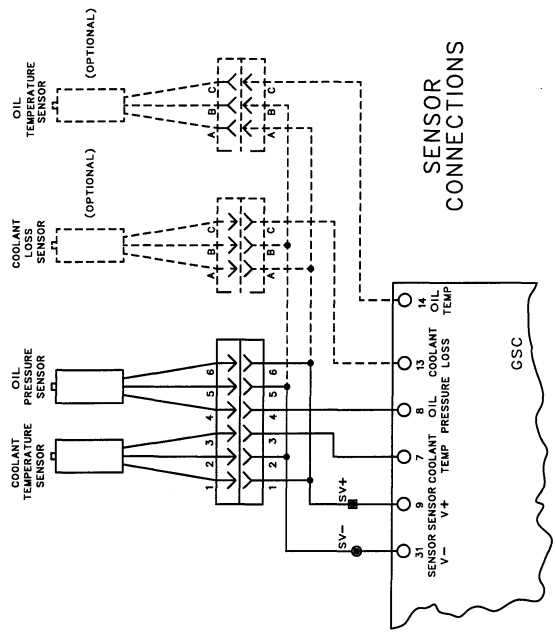 OIL
TEMPERATURE
SENSOR
(OPTIONAL)
C
B
A
C
B
A
COOLANT
LOSS
SENSOR
(OPTIONAL)
C
B
A
C
B
A
OIL
PRESSURE
SENSOR
COOLANT
TEMPERATURE
SENSOR
6
5
4
3
2
1
6
5
4
3
2
1
SENSOR
CONNECTIONS
SV+
SV-
14
OIL
TEMP
13
COOLANT
LOSS
8
OIL
PRESSURE
7
COOLANT
TEMP
9
SENSOR
V+
31
SENSOR
V-
GSC